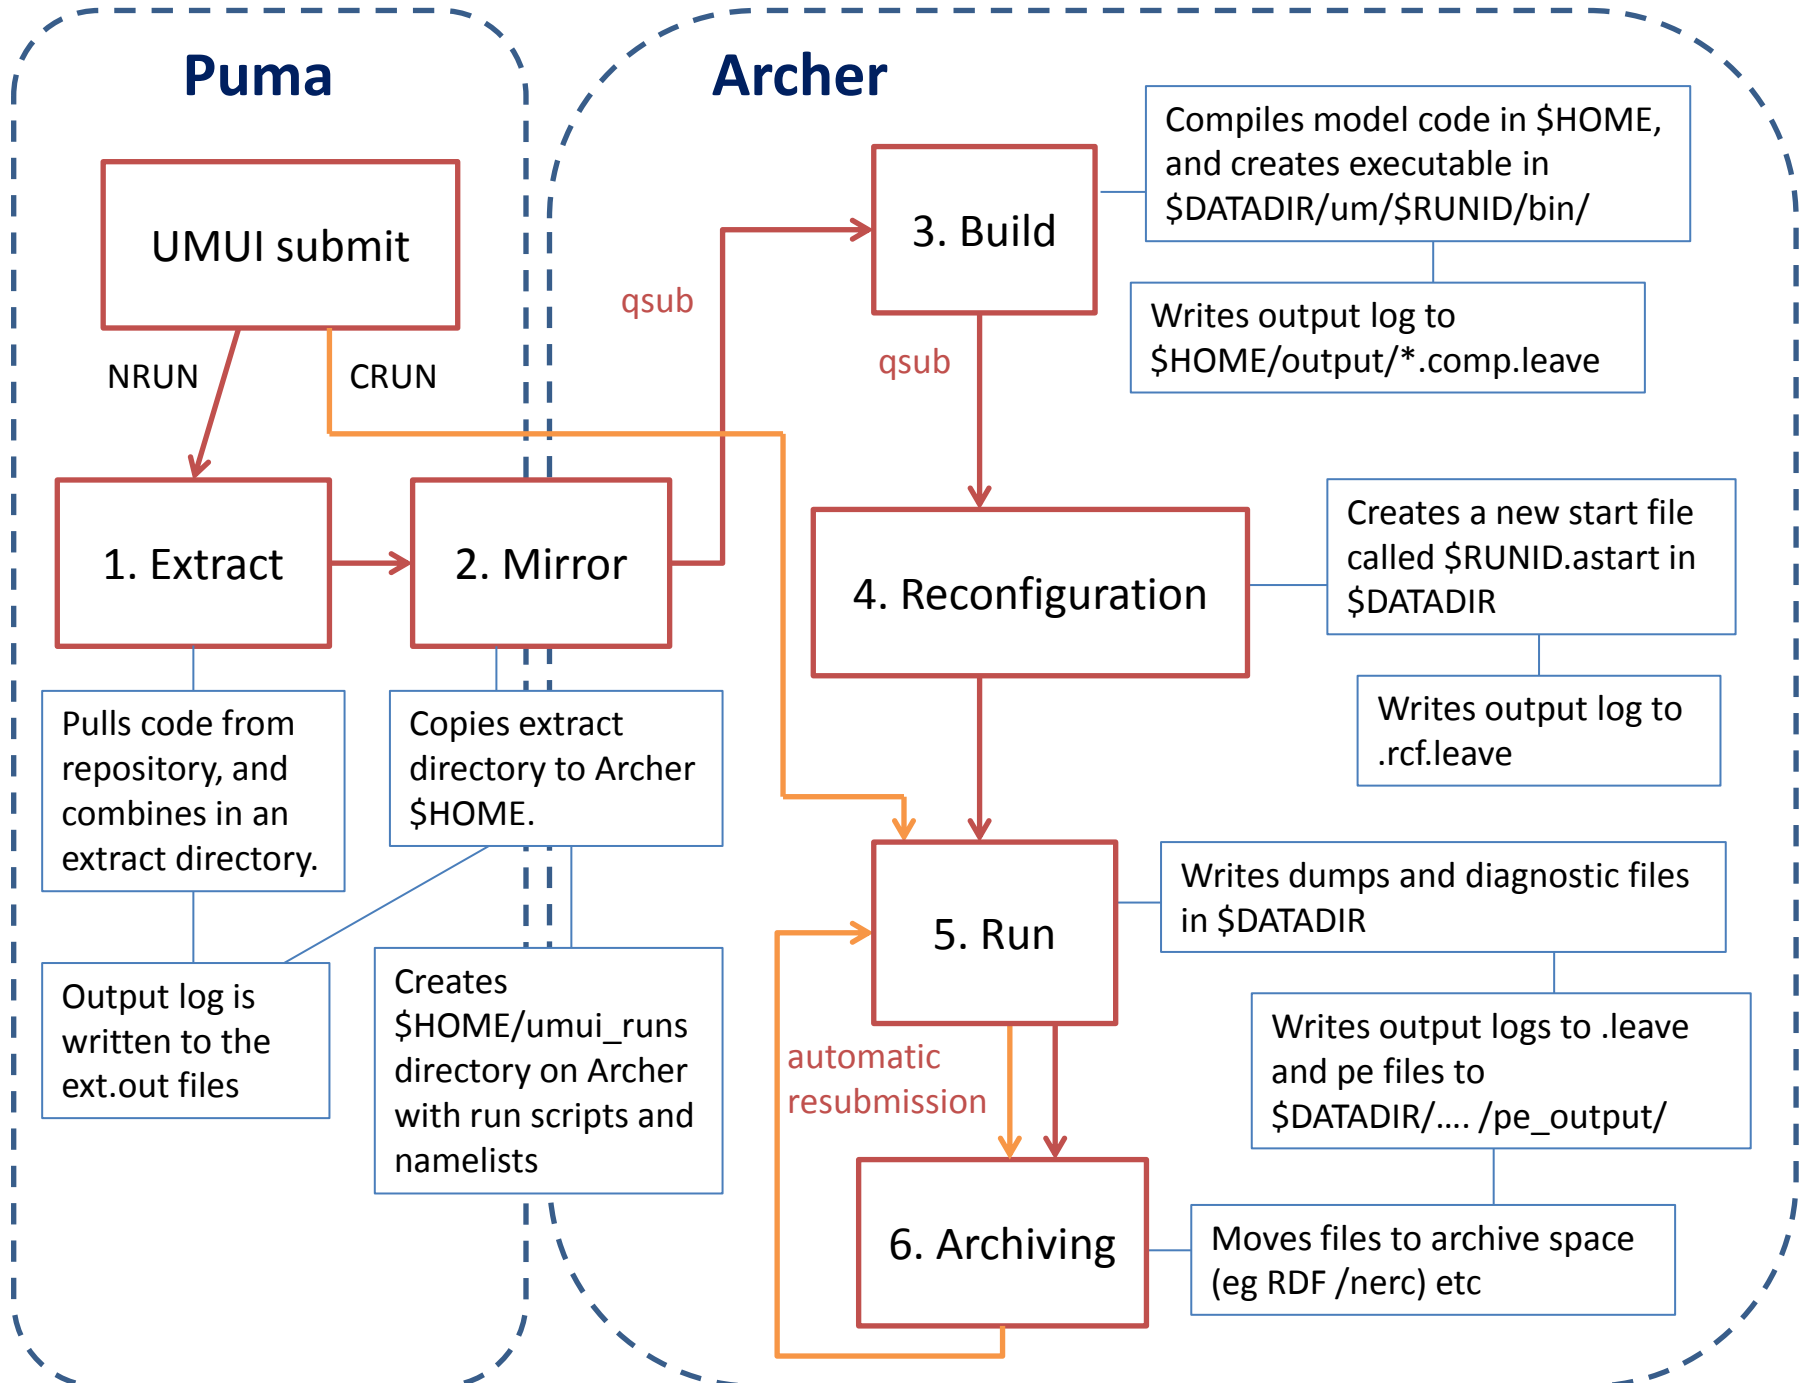 Puma
Archer
UMUI submit
NRUN
CRUN
1. Extract
2. Mirror
Pulls code from
repository, and
combines in an
extract directory.
Copies extract
directory to Archer
$HOME.
Output log is
written to the
ext.out files
Creates
$HOME/umui_runs
directory on Archer
with run scripts and
namelists
qsub
3. Build
Compiles model code in $HOME,
and creates executable in
$DATADIR/um/$RUNID/bin/
Writes output log to
$HOME/output/*.comp.leave
qsub
4. Reconfiguration
Creates a new start file
called $RUNID.astart in
$DATADIR
Writes output log to
.rcf.leave
5. Run
Writes dumps and diagnostic files
in $DATADIR
Writes output logs to .leave
and pe files to
$DATADIR/.... /pe_output/
automatic
resubmission
6. Archiving
Moves files to archive space
(eg RDF /nerc) etc